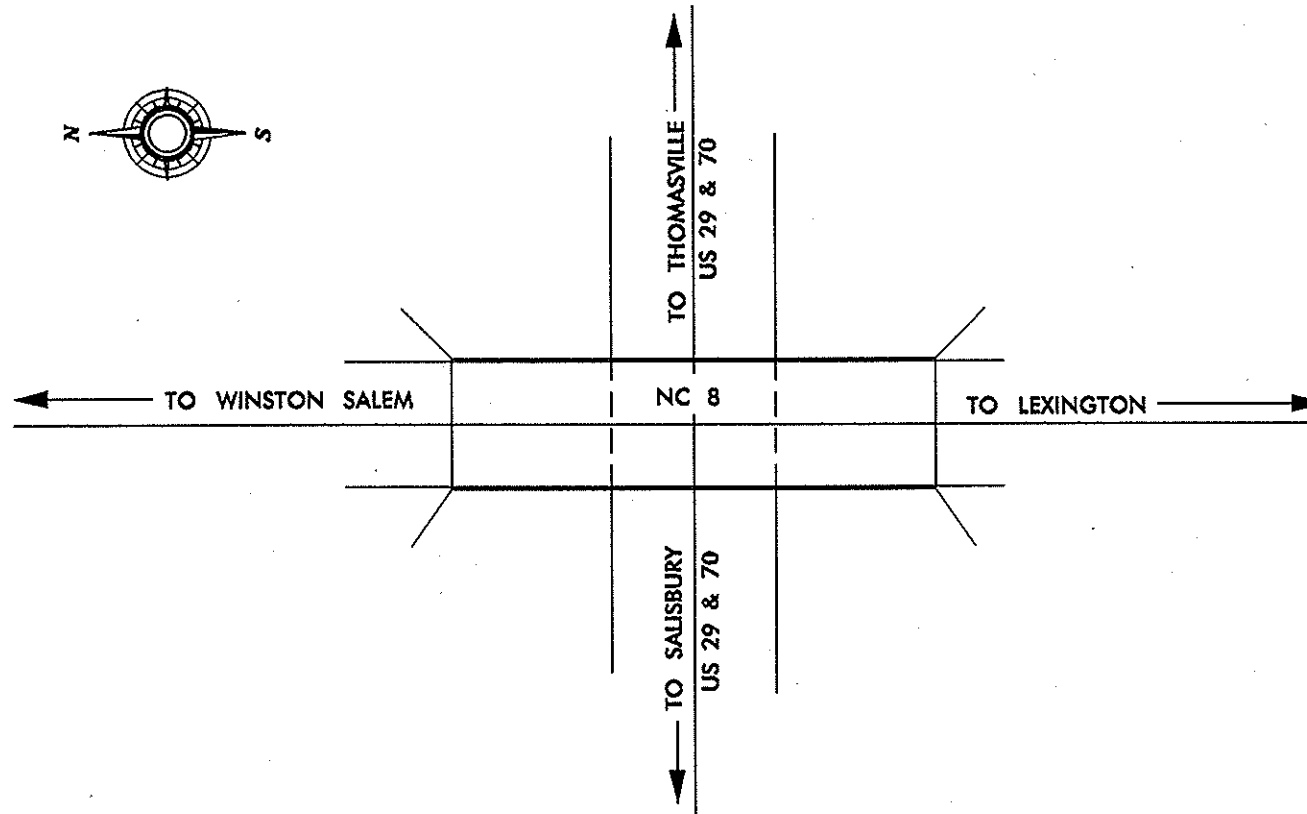 N
S
TO THOMASVILLE
US 29 & 70
TO WINSTON SALEM
NC 8
TO LEXINGTON
TO SALISBURY
US 29 & 70